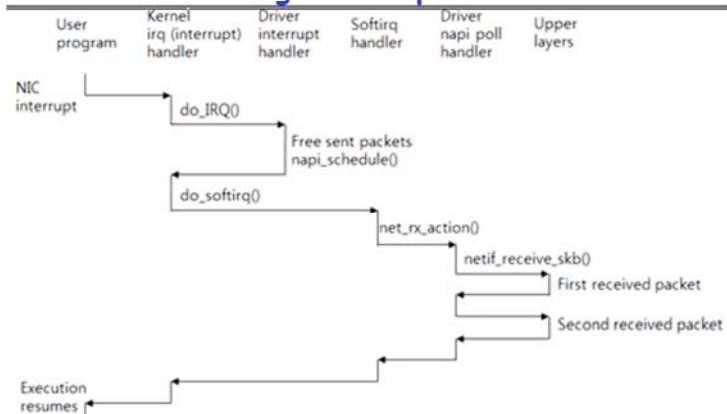 User
program
Kernel
irq (interrupt)
handler
Driver
interrupt
handler
Softirq
handler
Driver
napi poll
handler
Upper
layers
NIC
interrupt
do_IRQ()
Free sent packets
napi_schedule()
do_softirq()
net_rx_action()
netif_receive_skb()
First received packet
Second received packet
Execution
resumes